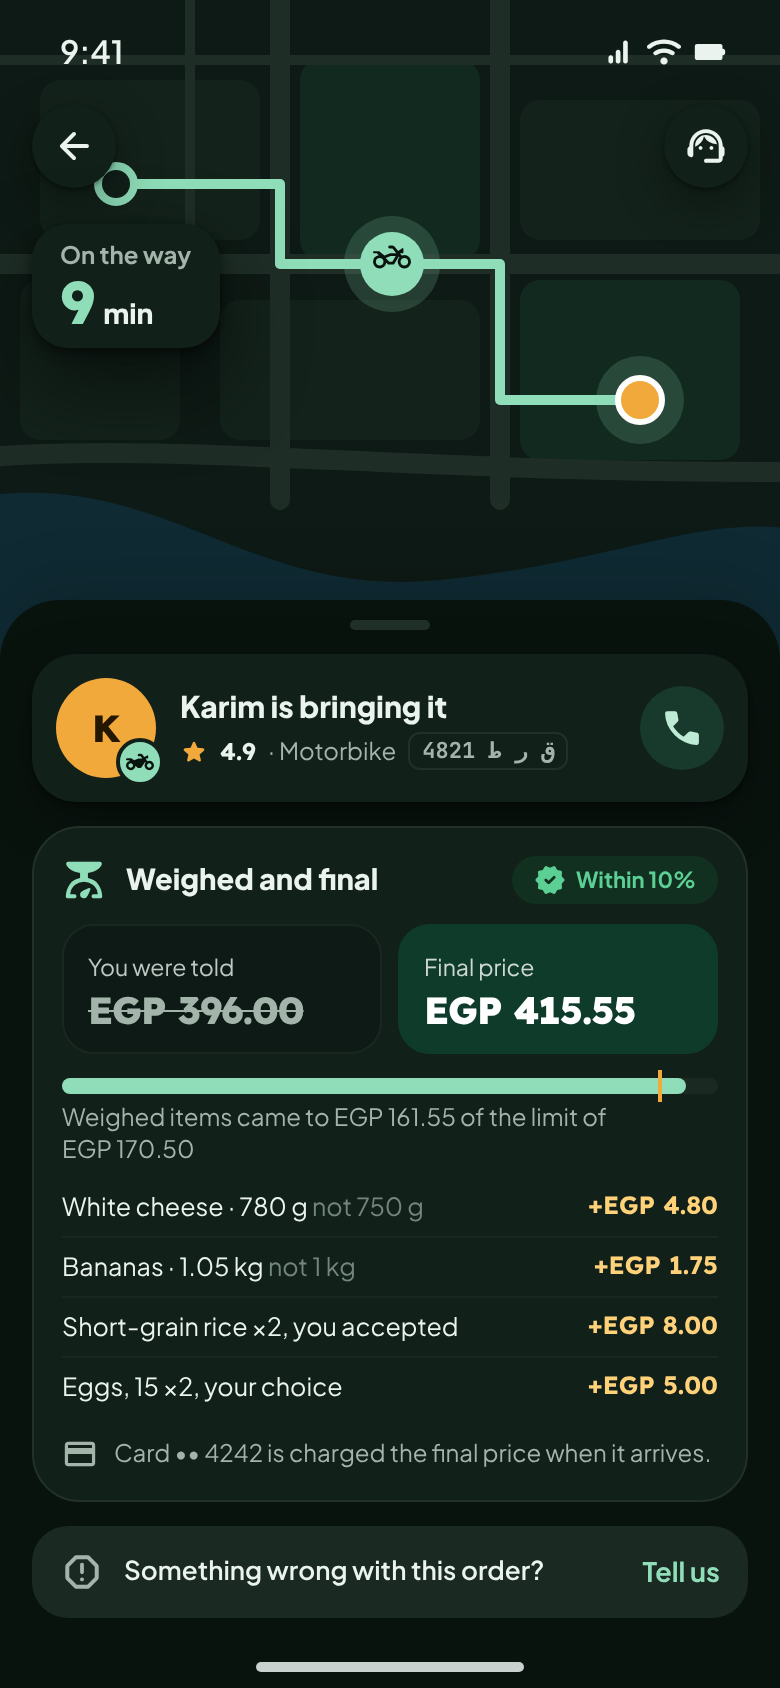 9:41
On the way
9 min
Karim is bringing it
4.9 · Motorbike ق ر ط 4821
Weighed and final
Within 10%
You were told
EGP 396.00
Final price
EGP 415.55
Weighed items came to EGP 161.55 of the limit of
EGP 170.50
White cheese · 780 g not 750 g
+EGP 4.80
Bananas · 1.05 kg not 1 kg
+EGP 1.75
Short-grain rice ×2, you accepted
+EGP 8.00
Eggs, 15 ×2, your choice
+EGP 5.00
Card •• 4242 is charged the final price when it arrives.
Something wrong with this order?
Tell us
K